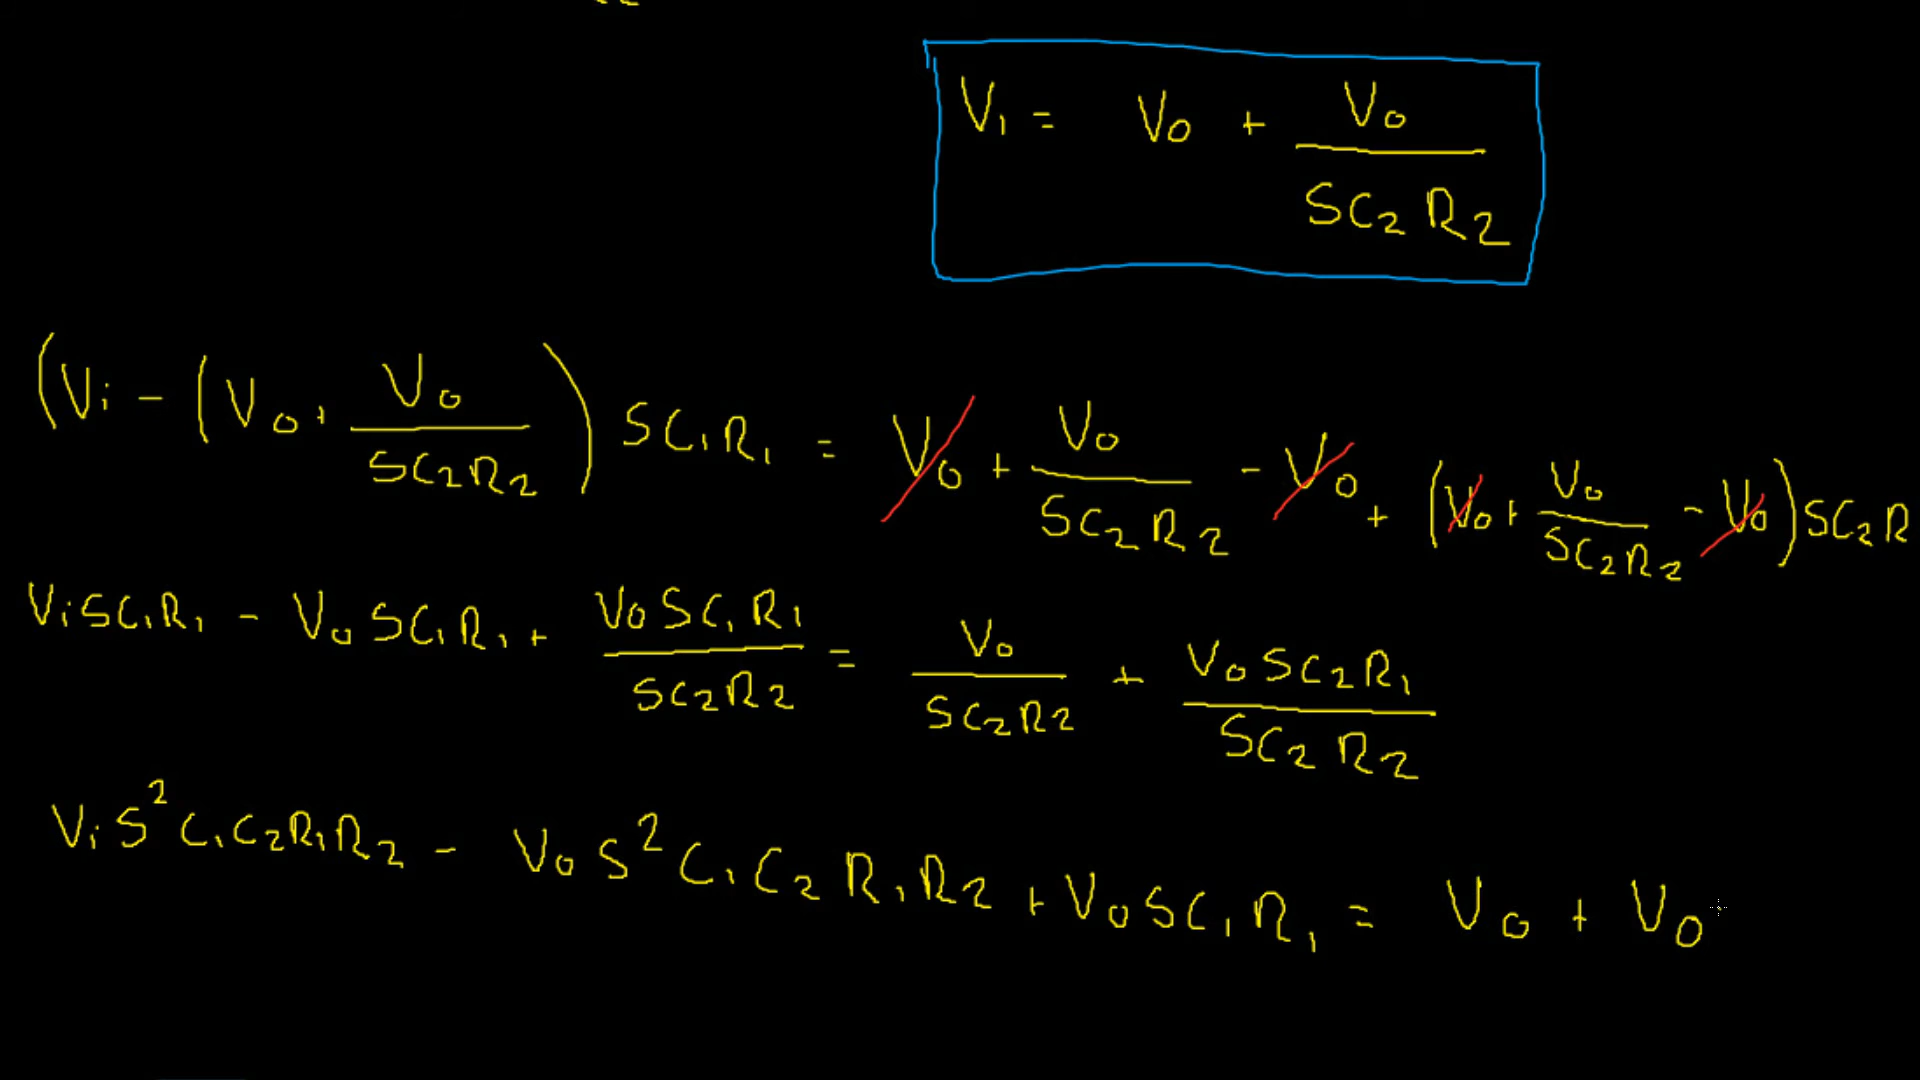 V₁ = V₀ + V₀ / SC₂R₂
(Vi - (V₀ + V₀ / SC₂R₂) SC₁R₁ = V₀ + V₀ / SC₂R₂ - V₀ + (V₀ + V₀ / SC₂R₂ - V₀) SC₂R
ViSC₁R₁ - V₀SC₁R₁ + V₀SC₁R₁ / SC₂R₂ = V₀ / SC₂R₂ + V₀SC₂R₁ / SC₂R₂
ViS²C₁C₂R₁R₂ - V₀S²C₁C₂R₁R₂ + V₀SC₁R₁ = V₀ + V₀